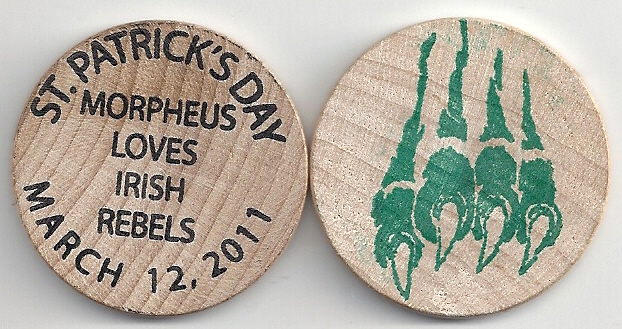 ST. PATRICK'S DAY
MORPHEUS
LOVES
IRISH
REBELS
MARCH 12, 2011